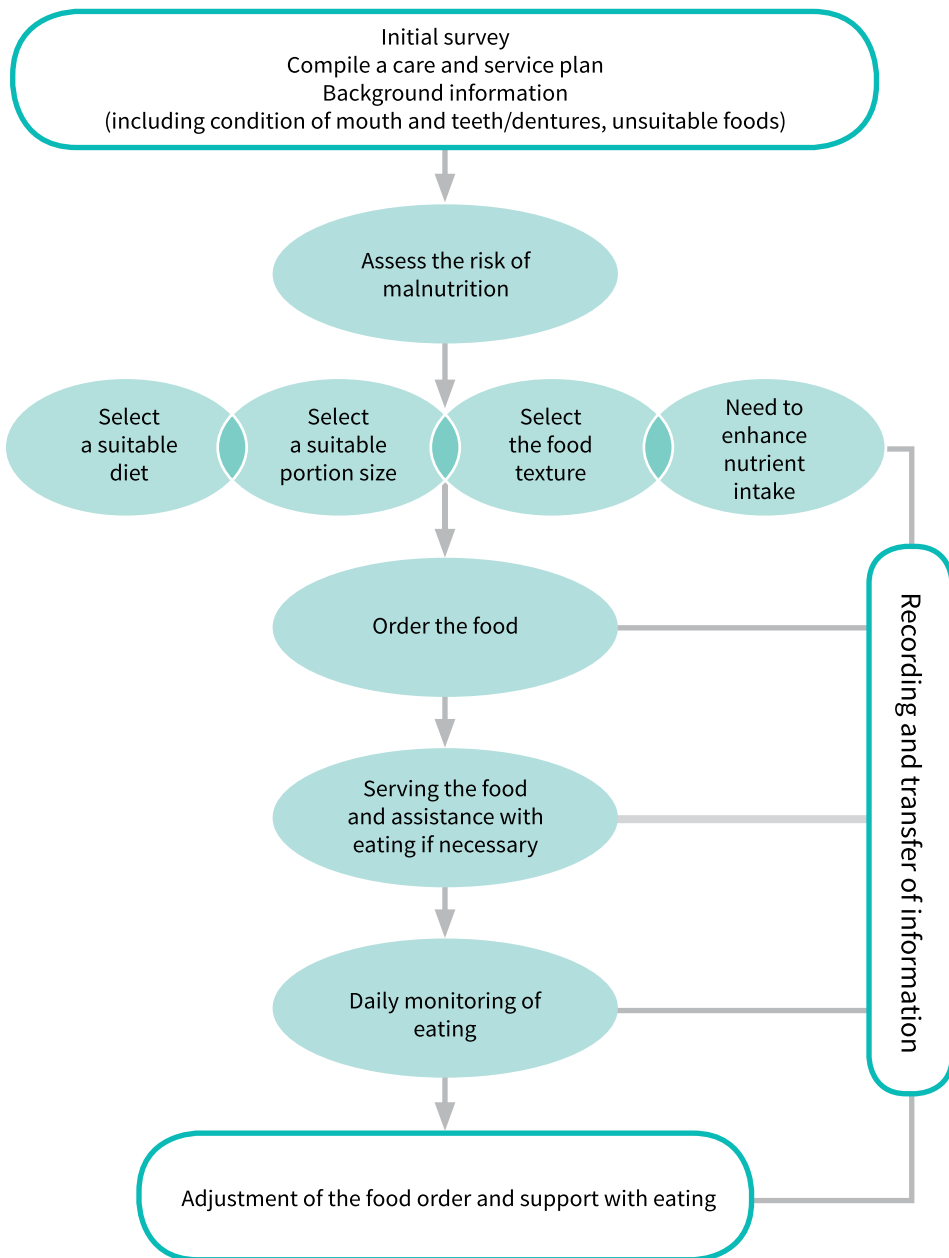 Initial survey
Compile a care and service plan
Background information
(including condition of mouth and teeth/dentures, unsuitable foods)
Assess the risk of
malnutrition
Select
a suitable
diet
Select
a suitable
portion size
Select
the food
texture
Need to
enhance
nutrient
intake
Order the food
Serving the food
and assistance with
eating if necessary
Daily monitoring of
eating
Adjustment of the food order and support with eating
Recording and transfer of information